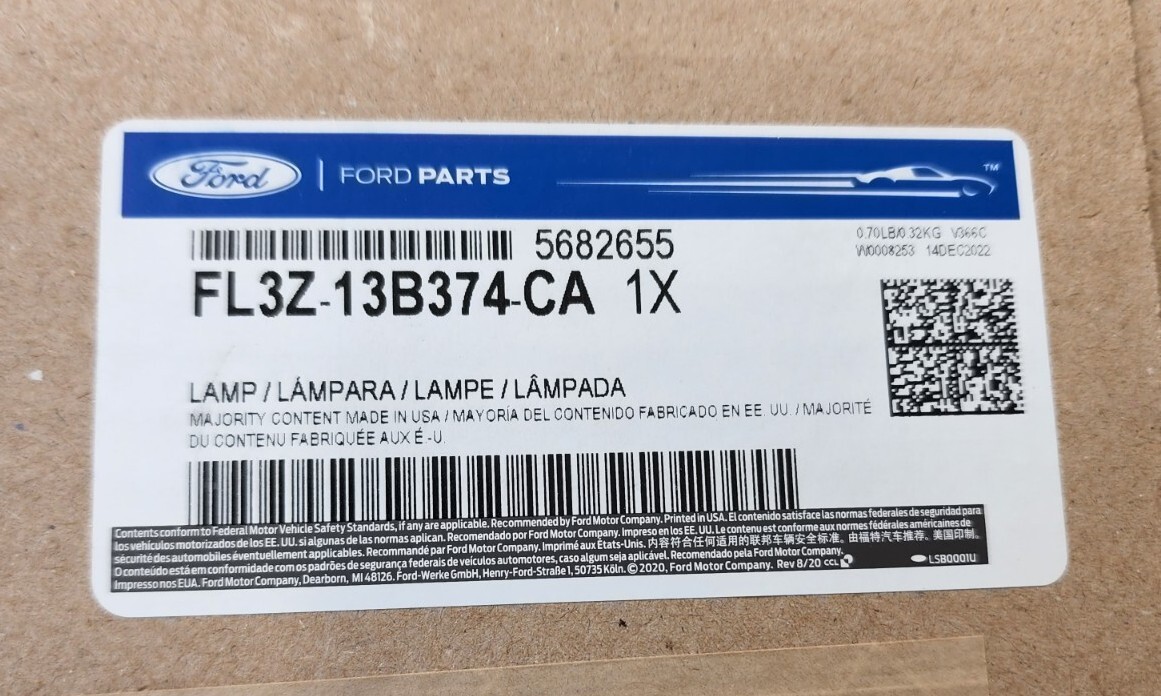 Ford | FORD PARTS ™
5682655
0.70LB/0.32KG V366C
W0008253 14DEC2022
FL3Z-13B374-CA 1X
LAMP / LÁMPARA / LAMPE / LÂMPADA
MAJORITY CONTENT MADE IN USA / MAYORÍA DEL CONTENIDO FABRICADO EN EE. UU. / MAJORITÉ
DU CONTENU FABRIQUÉE AUX É.-U.
Contents conform to Federal Motor Vehicle Safety Standards, if any are applicable. Recommended by Ford Motor Company. Printed in USA. El contenido satisface las normas federales de seguridad para
los vehículos motorizados de los EE. UU. si algunas de las normas aplican. Recomendado por Ford Motor Company. Impreso en los EE. UU. Le contenu est conforme aux normes fédérales américaines de
sécurité des automobiles éventuellement applicables. Recommandé par Ford Motor Company. Imprimé aux États-Unis. 内容符合任何适用的联邦车辆安全标准。由福特汽车推荐。美国印制。
O conteúdo está em conformidade com os padrões de segurança federais de veículos automotores, caso algum seja aplicável. Recomendado pela Ford Motor Company.
Impresso nos EUA. Ford Motor Company, Dearborn, MI 48126. Ford-Werke GmbH, Henry-Ford-Straße 1, 50735 Köln. © 2020, Ford Motor Company. Rev 8/20 CCL
LSB0001U